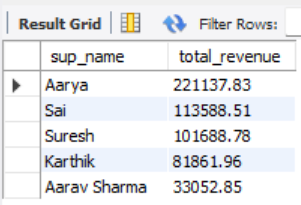 Result Grid Filter Rows:
sup_name total_revenue
Aarya 221137.83
Sai 113588.51
Suresh 101688.78
Karthik 81861.96
Aarav Sharma 33052.85